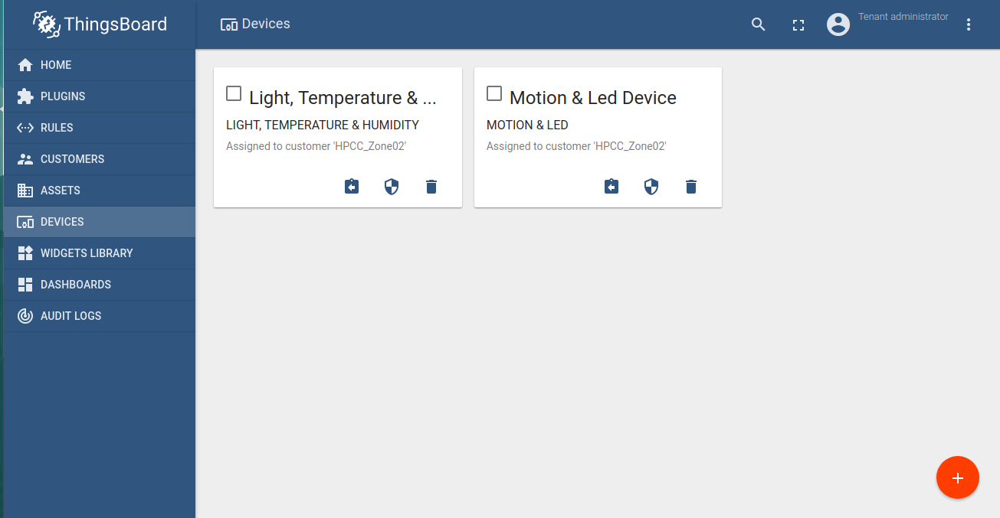 ThingsBoard
Devices
Tenant administrator
HOME
PLUGINS
RULES
CUSTOMERS
ASSETS
DEVICES
WIDGETS LIBRARY
DASHBOARDS
AUDIT LOGS
Light, Temperature & ...
LIGHT, TEMPERATURE & HUMIDITY
Assigned to customer 'HPCC_Zone02'
Motion & Led Device
MOTION & LED
Assigned to customer 'HPCC_Zone02'